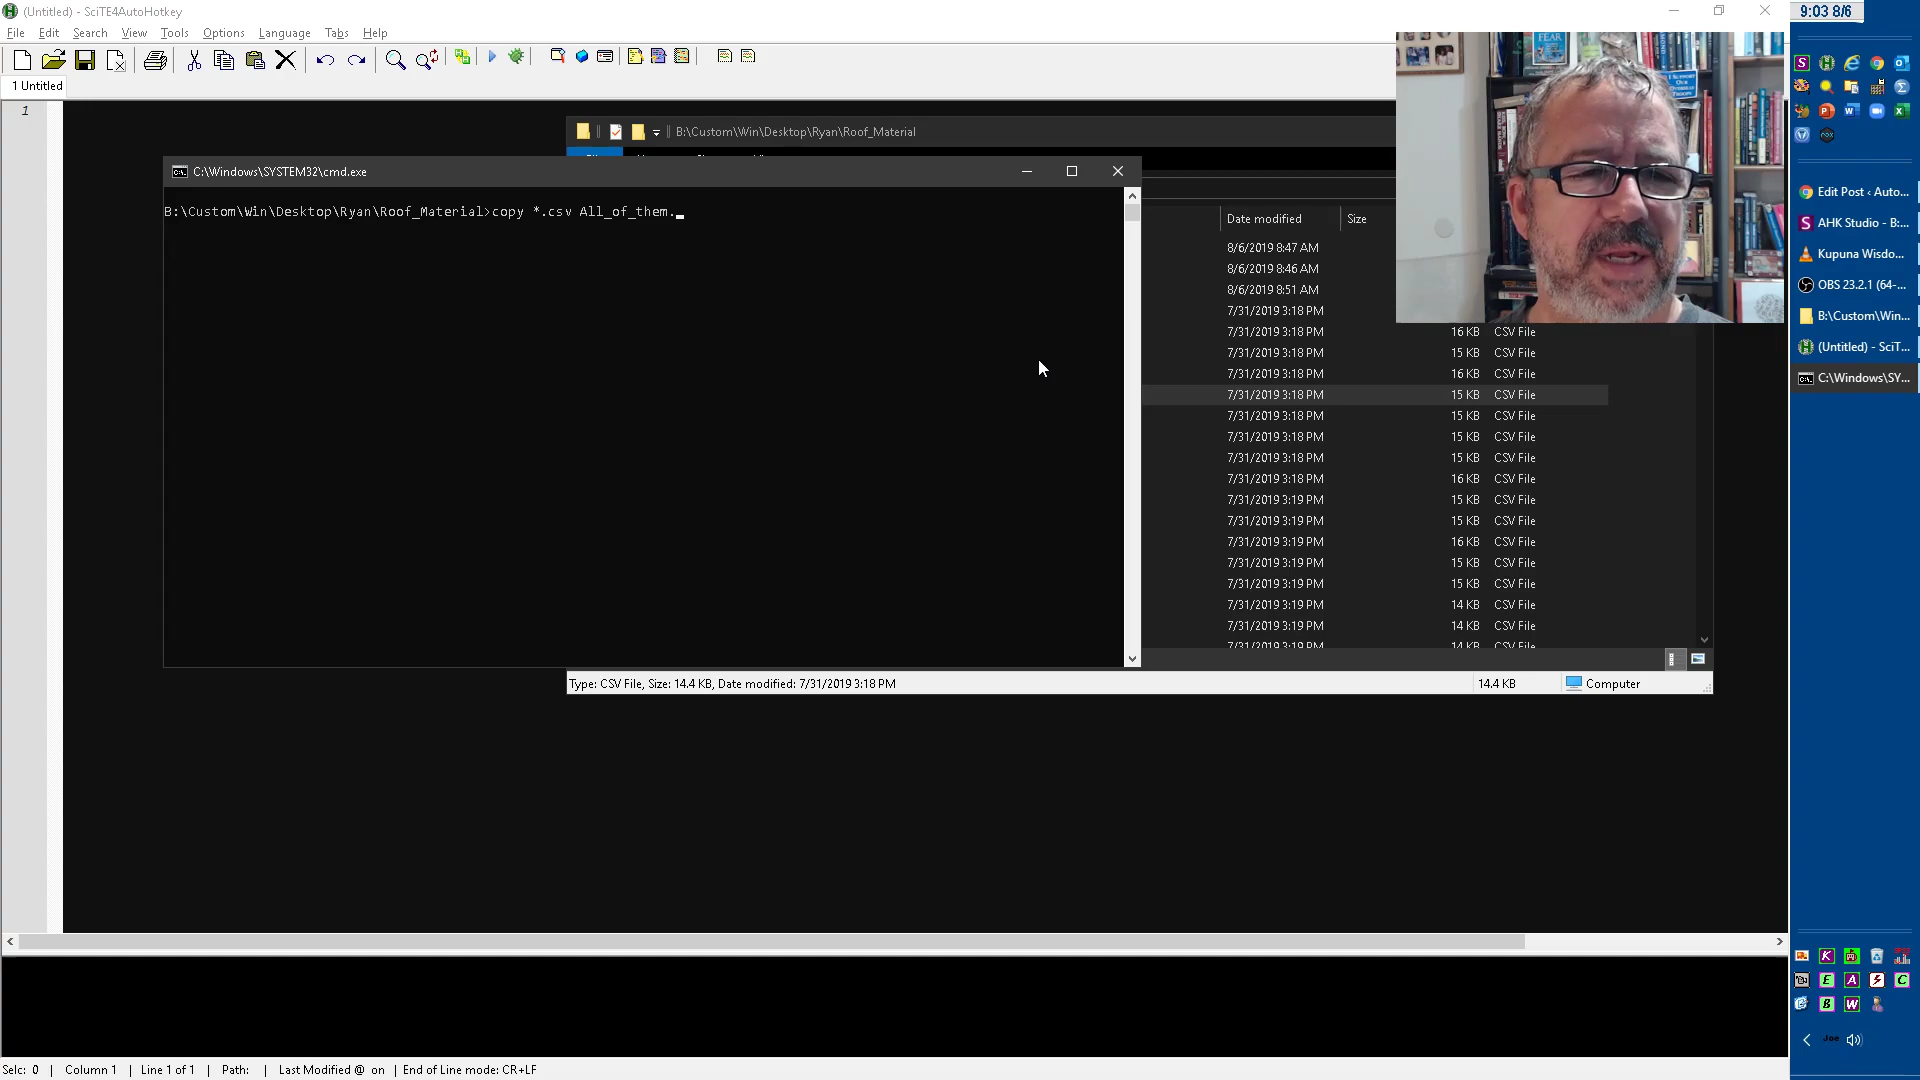 (Untitled) - SciTE4AutoHotkey
9:03 8/6
File Edit Search View Tools Options Language Tabs Help
1 Untitled
1
B:\Custom\Win\Desktop\Ryan\Roof_Material
C:\Windows\SYSTEM32\cmd.exe
B:\Custom\Win\Desktop\Ryan\Roof_Material>copy *.csv All_of_them._
Date modified Size
8/6/2019 8:47 AM
8/6/2019 8:46 AM
8/6/2019 8:51 AM
7/31/2019 3:18 PM
7/31/2019 3:18 PM 16 KB CSV File
7/31/2019 3:18 PM 15 KB CSV File
7/31/2019 3:18 PM 16 KB CSV File
7/31/2019 3:18 PM 15 KB CSV File
7/31/2019 3:18 PM 15 KB CSV File
7/31/2019 3:18 PM 15 KB CSV File
7/31/2019 3:18 PM 15 KB CSV File
7/31/2019 3:18 PM 16 KB CSV File
7/31/2019 3:19 PM 15 KB CSV File
7/31/2019 3:19 PM 15 KB CSV File
7/31/2019 3:19 PM 16 KB CSV File
7/31/2019 3:19 PM 15 KB CSV File
7/31/2019 3:19 PM 15 KB CSV File
7/31/2019 3:19 PM 14 KB CSV File
7/31/2019 3:19 PM 14 KB CSV File
7/31/2019 3:19 PM 14 KB CSV File
Type: CSV File, Size: 14.4 KB, Date modified: 7/31/2019 3:18 PM 14.4 KB Computer
FEAR
Edit Post ‹ Auto...
AHK Studio - B:...
Kupuna Wisdo...
OBS 23.2.1 (64-...
B:\Custom\Win...
(Untitled) - SciT...
C:\Windows\SY...
K
E A C
B W
Joe
Selc: 0 | Column 1 | Line 1 of 1 | Path: | Last Modified @ on | End of Line mode: CR+LF